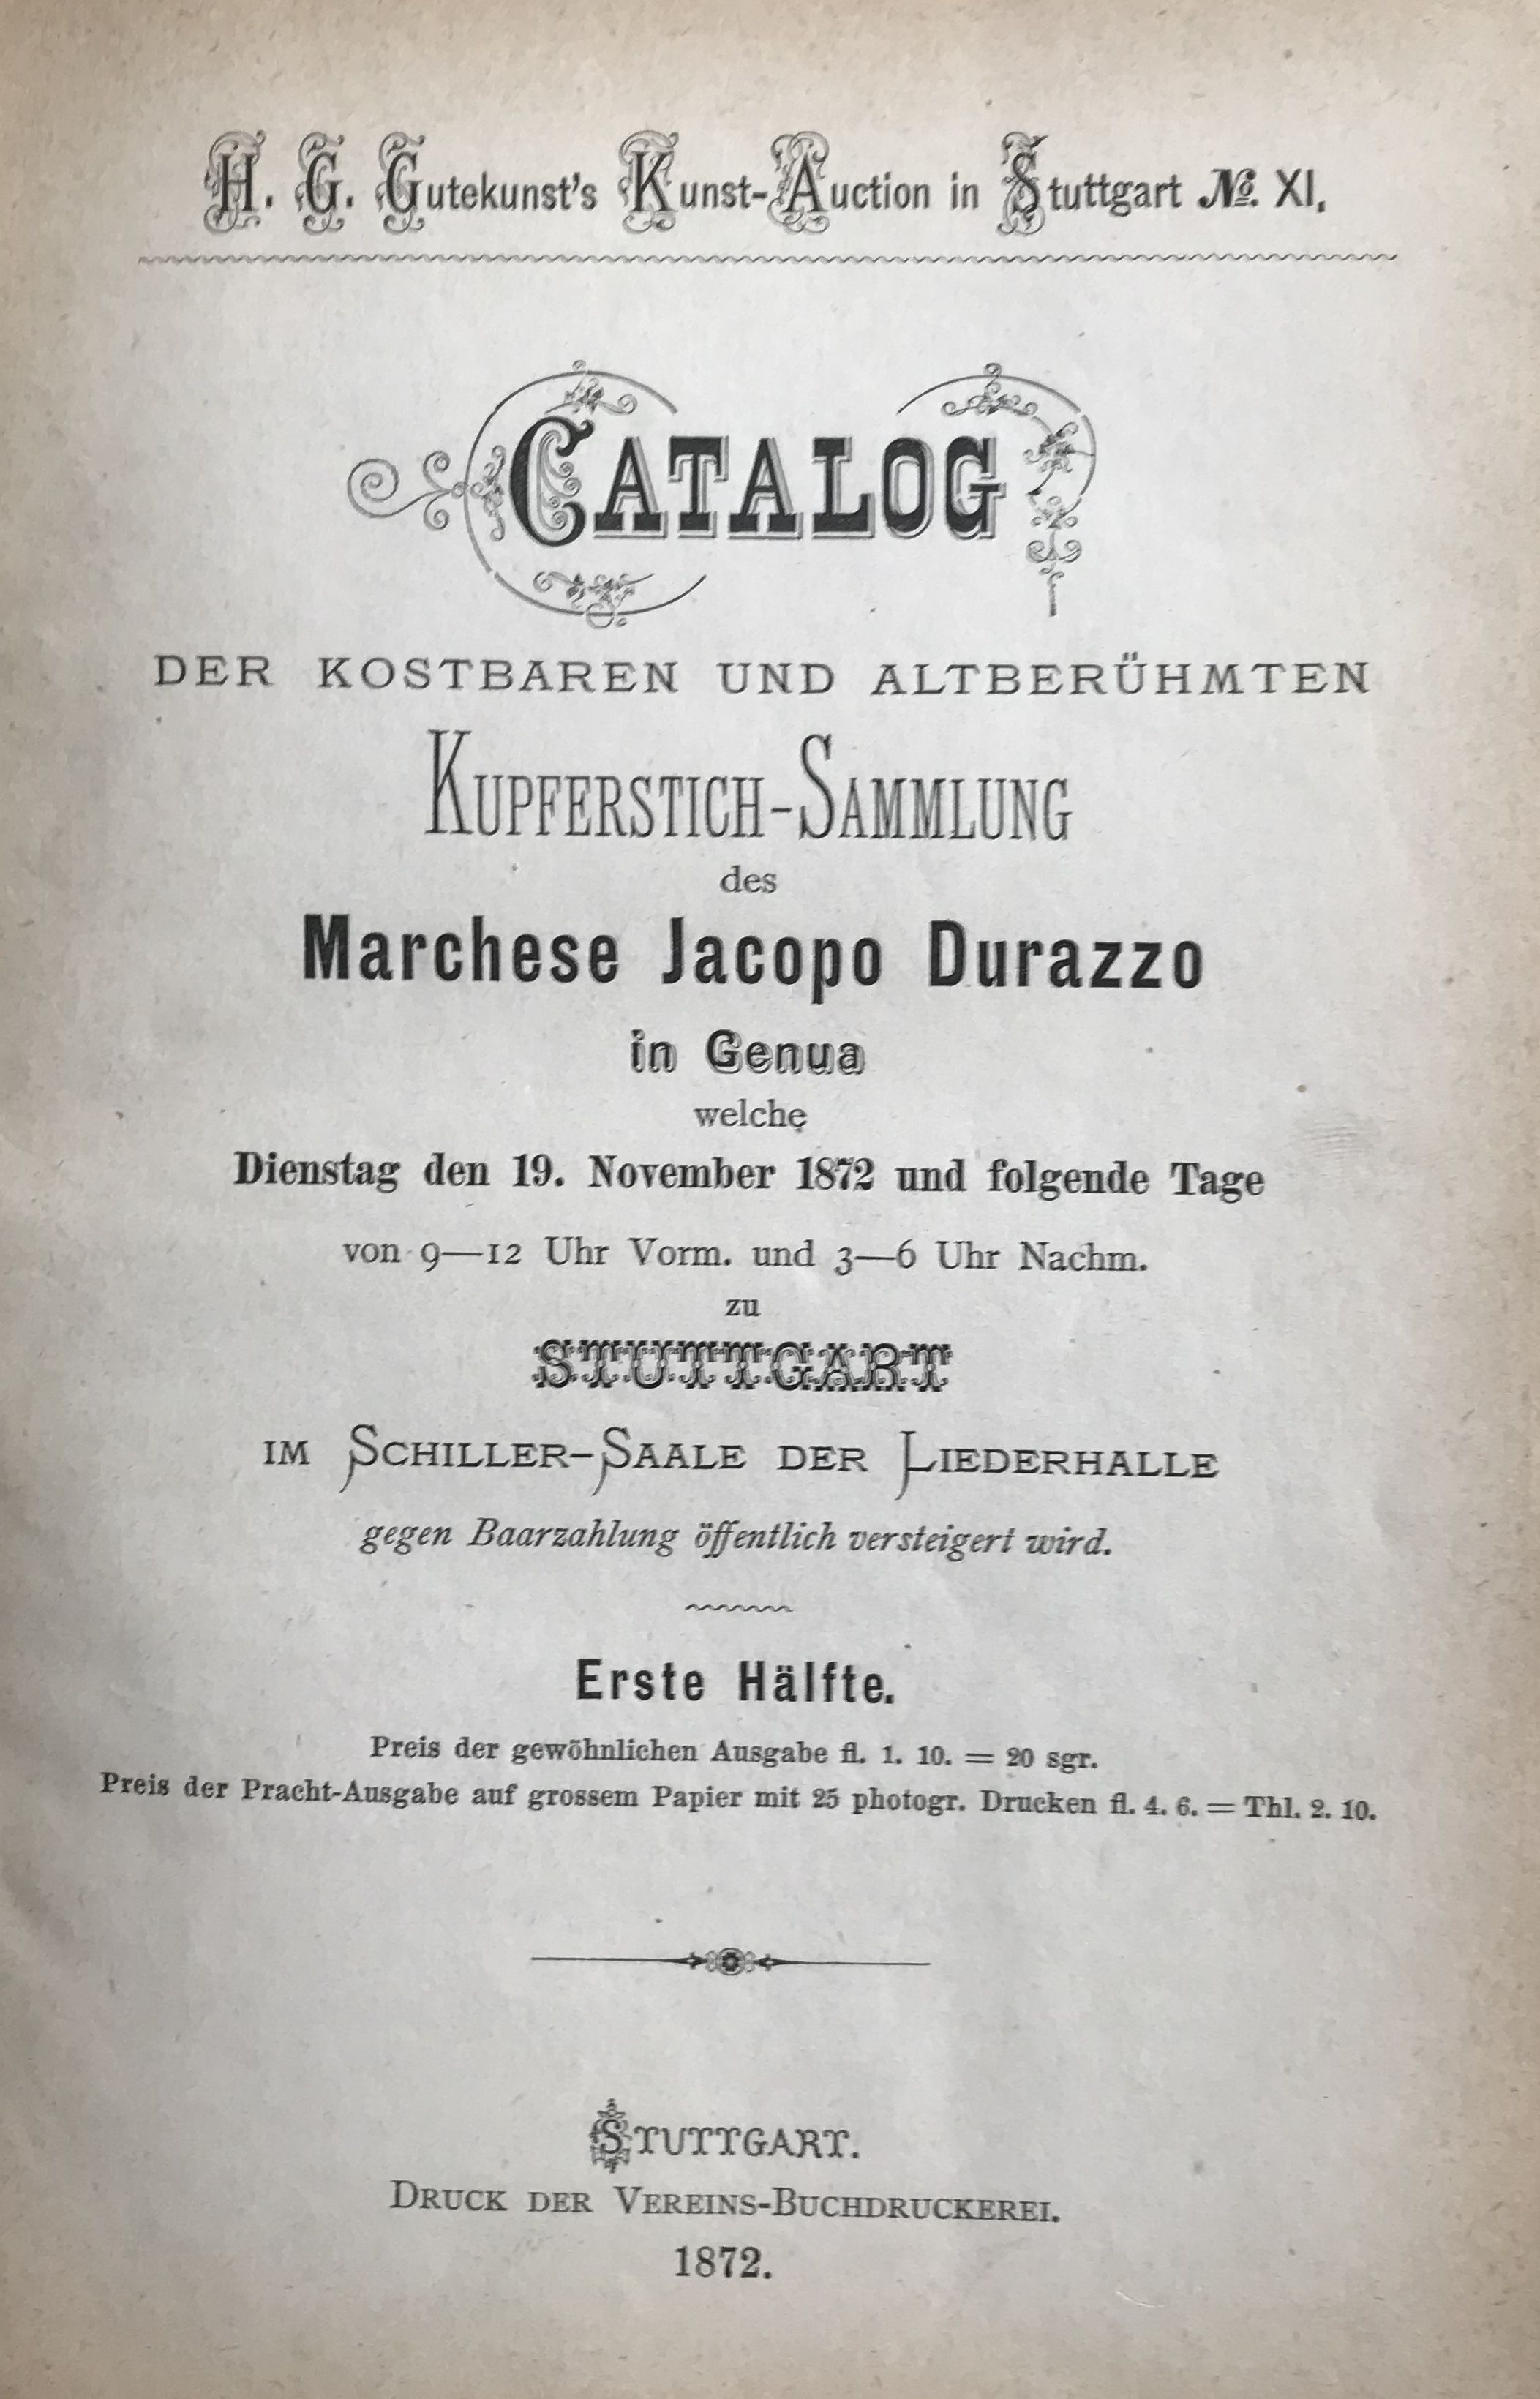 H. G. Gutekunst's Kunst-Auction in Stuttgart No. XI.
CATALOG
DER KOSTBAREN UND ALTBERÜHMTEN
KUPFERSTICH-SAMMLUNG
des
Marchese Jacopo Durazzo
in Genua
welche
Dienstag den 19. November 1872 und folgende Tage
von 9—12 Uhr Vorm. und 3—6 Uhr Nachm.
zu
STUTTGART
IM SCHILLER-SAALE DER LIEDERHALLE
gegen Baarzahlung öffentlich versteigert wird.
Erste Hälfte.
Preis der gewöhnlichen Ausgabe fl. 1. 10. = 20 sgr.
Preis der Pracht-Ausgabe auf grossem Papier mit 25 photogr. Drucken fl. 4. 6. = Thl. 2. 10.
STUTTGART.
DRUCK DER VEREINS-BUCHDRUCKEREI.
1872.